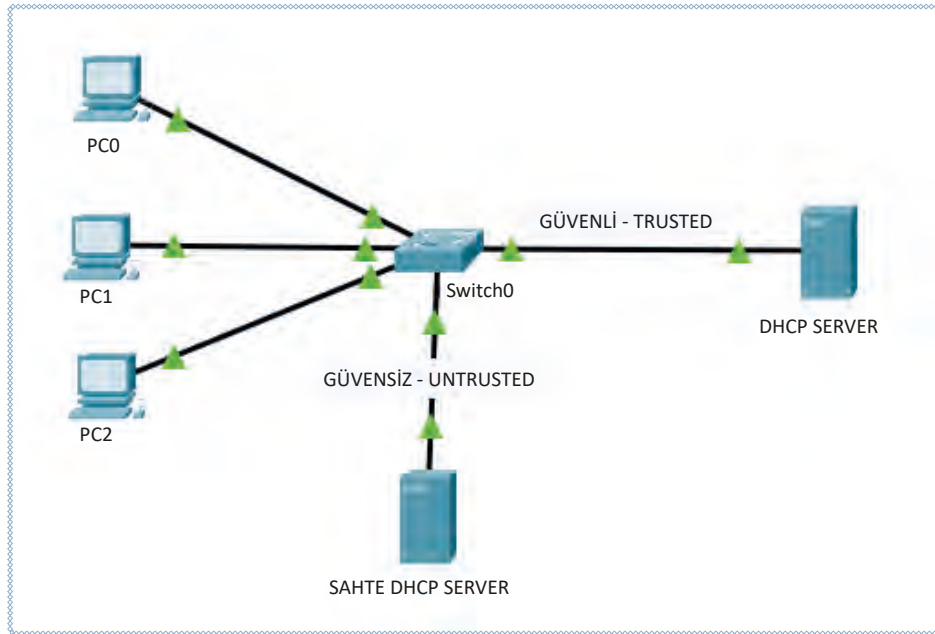 PC0
GÜVENLİ - TRUSTED
PC1
Switch0
DHCP SERVER
GÜVENSİZ - UNTRUSTED
PC2
SAHTE DHCP SERVER